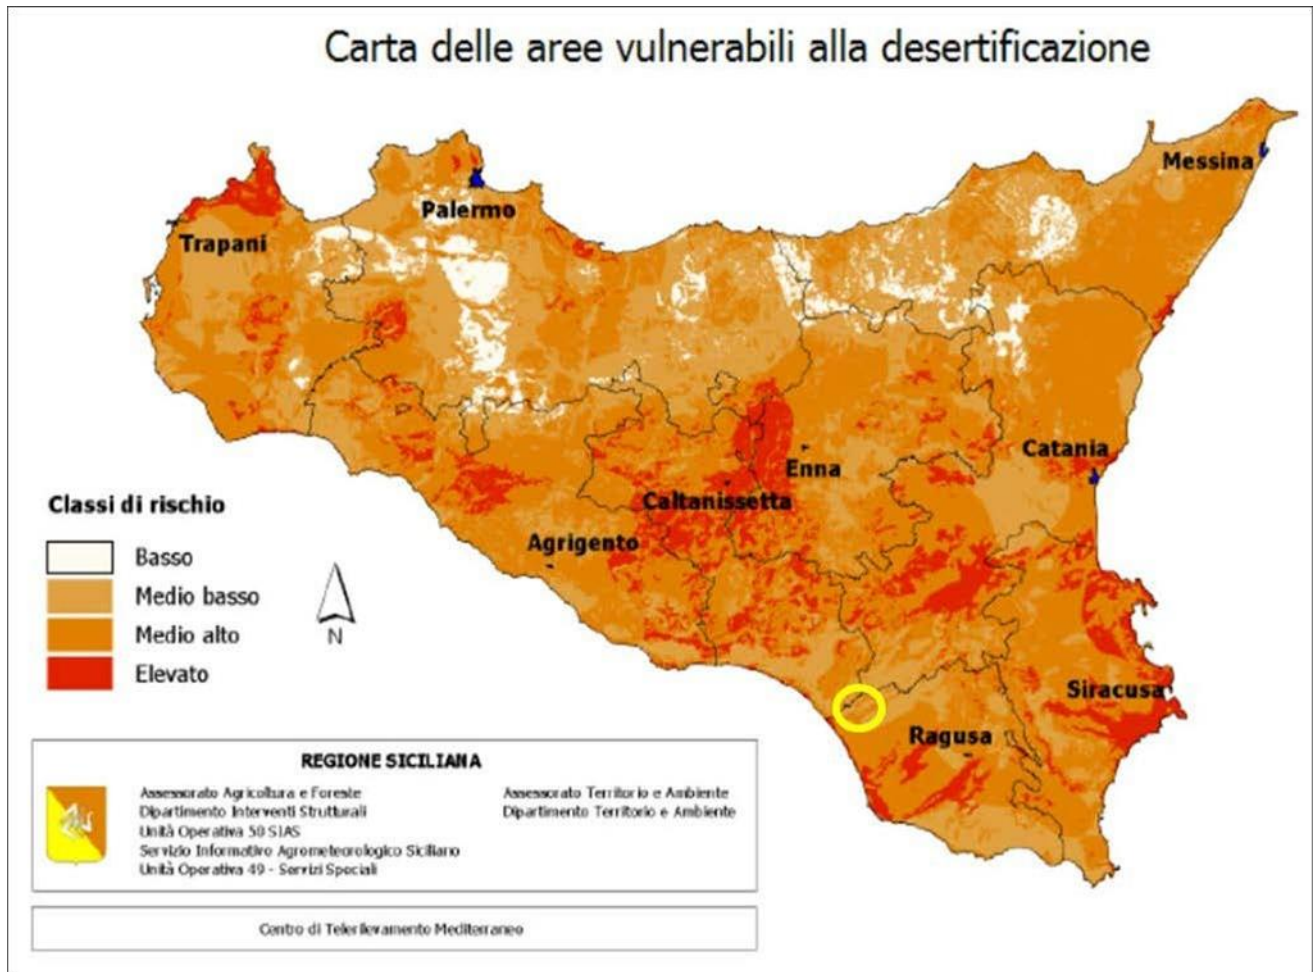 Carta delle aree vulnerabili alla desertificazione
Messina
Palermo
Trapani
Catania
Enna
Caltanissetta
Agrigento
Siracusa
Ragusa
Classi di rischio
Basso
Medio basso
Medio alto
Elevato
N
REGIONE SICILIANA
Assessorato Agricoltura e Foreste
Dipartimento Interventi Strutturali
Unità Operativa 50 SIAS
Servizio Informativo Agrometeorologico Siciliano
Unità Operativa 49 - Servizi Speciali
Assessorato Territorio e Ambiente
Dipartimento Territorio e Ambiente
Centro di Telerilevamento Mediterraneo